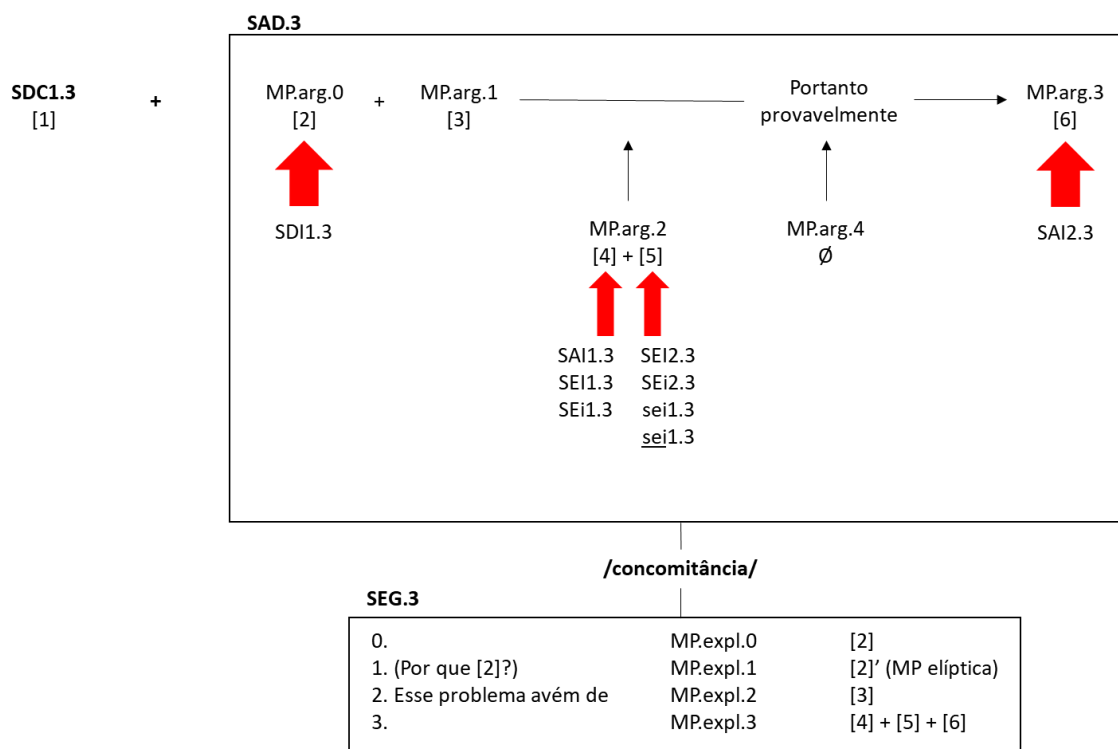 SAD.3
SDC1.3 + MP.arg.0 + MP.arg.1 Portanto MP.arg.3
[1] [2] [3] provavelmente [6]
SDI1.3 MP.arg.2 MP.arg.4 SAI2.3
[4] + [5] Ø
SAI1.3 SEI2.3
SEI1.3 SEi2.3
SEi1.3 sei1.3
sei1.3
/concomitância/
SEG.3
0. MP.expl.0 [2]
1. (Por que [2]?) MP.expl.1 [2]’ (MP elíptica)
2. Esse problema avém de MP.expl.2 [3]
3. MP.expl.3 [4] + [5] + [6]